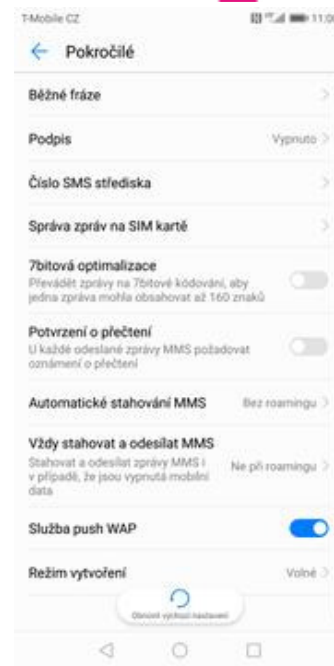 T-Mobile CZ
11:00
Pokročilé
Běžné fráze
Podpis
Vypnuto
Číslo SMS střediska
Správa zpráv na SIM kartě
7bitová optimalizace
Převádět zprávy na 7bitové kódování, aby
jedna zpráva mohla obsahovat až 160 znaků
Potvrzení o přečtení
U každé odeslané zprávy MMS požadovat
oznámení o přečtení
Automatické stahování MMS
Bez roamingu
Vždy stahovat a odesílat MMS
Stahovat a odesílat zprávy MMS i
v případě, že jsou vypnutá mobilní
data
Ne při roamingu
Služba push WAP
Režim vytvoření
Volné
Obnovit výchozí nastavení